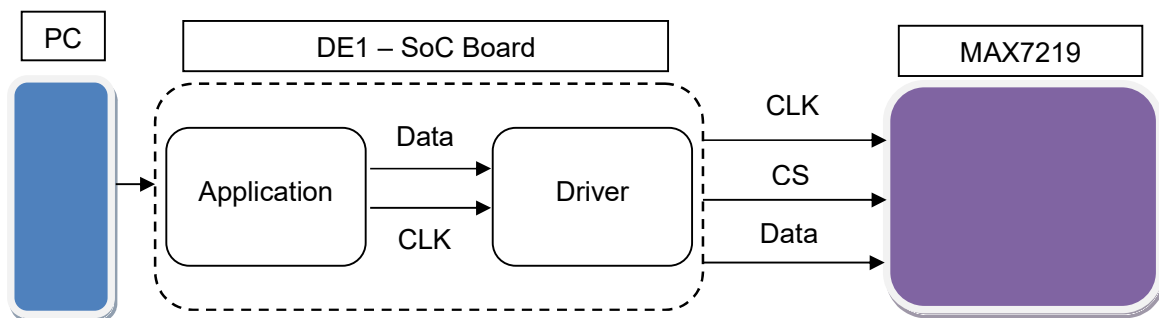 PC
DE1 – SoC Board
MAX7219
Application
Data
CLK
Driver
CLK
CS
Data